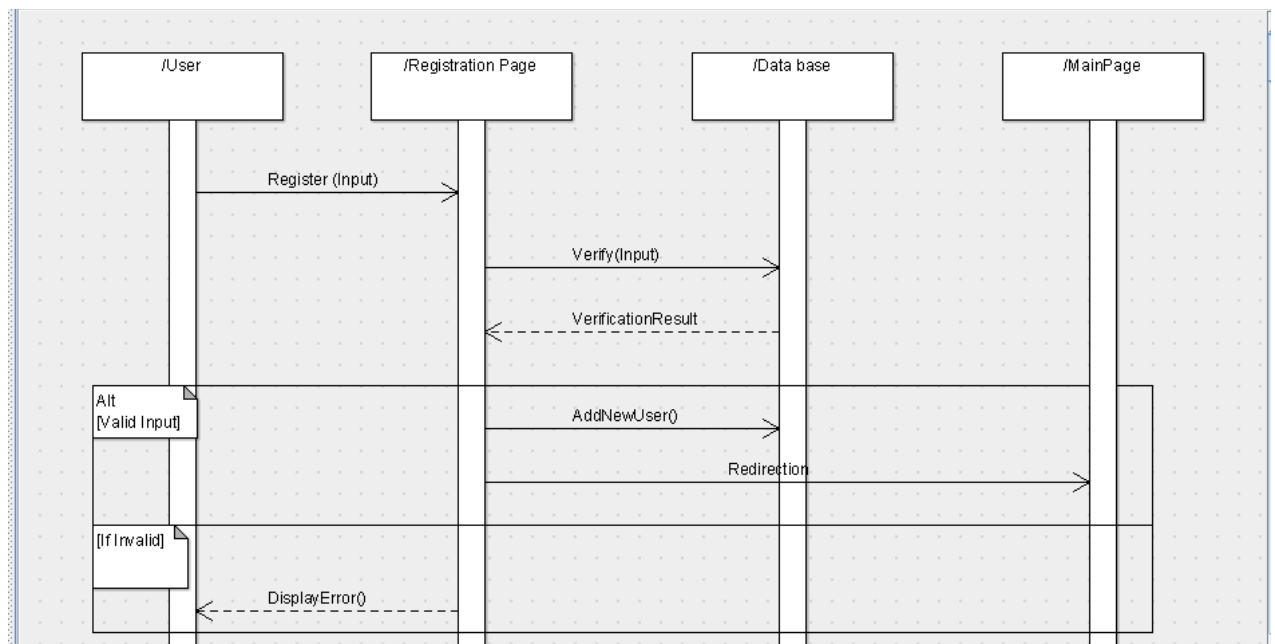 /User
/Registration Page
/Data base
/MainPage
Register (Input)
Verify(Input)
VerificationResult
Alt
[Valid Input]
AddNewUser()
Redirection
[If Invalid]
DisplayError()